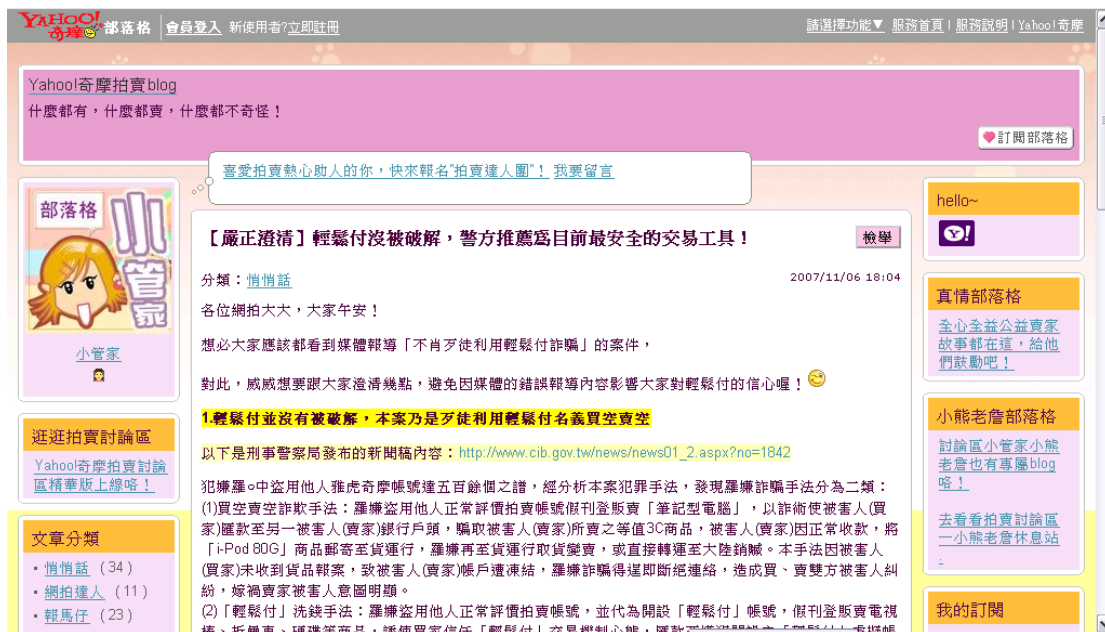 YAHOO! 奇摩 部落格 會員登入 新使用者?立即註冊 請選擇功能▼ 服務首頁 | 服務說明 | Yahoo!奇摩
Yahoo!奇摩拍賣blog
什麼都有,什麼都賣,什麼都不奇怪!
訂閱部落格
喜愛拍賣熱心助人的你,快來報名"拍賣達人團"! 我要留言
部落格
小管家
小管家
逛逛拍賣討論區
Yahoo!奇摩拍賣討論
區精華版上線咯!
文章分類
悄悄話 (34)
網拍達人 (11)
報馬仔 (23)
【嚴正澄清】輕鬆付沒被破解,警方推薦為目前最安全的交易工具!
檢舉
分類:悄悄話
2007/11/06 18:04
各位網拍大大,大家午安!
想必大家應該都看到媒體報導「不肖歹徒利用輕鬆付詐騙」的案件,
對此,威威想要跟大家澄清幾點,避免因媒體的錯誤報導內容影響大家對輕鬆付的信心喔!
1.輕鬆付並沒有被破解,本案乃是歹徒利用輕鬆付名義買空賣空
以下是刑事警察局發布的新聞稿內容:http://www.cib.gov.tw/news/news01_2.aspx?no=1842
犯嫌羅○中盜用他人雅虎奇摩帳號達五百餘個之譜,經分析本案犯罪手法,發現羅嫌詐騙手法分為二類:
(1)買空賣空詐欺手法:羅嫌盜用他人正常評價拍賣帳號假刊登販賣「筆記型電腦」,以詐術使被害人(買
家)匯款至另一被害人(賣家)銀行戶頭,騙取被害人(賣家)所賣之等值3C商品,被害人(賣家)因正常收款,將
「i-Pod 80G」商品郵寄至貨運行,羅嫌再至貨運行取貨變賣,或直接轉運至大陸銷贓。本手法因被害人
(買家)未收到貨品報案,致被害人(賣家)帳戶遭凍結,羅嫌詐騙得逞即斷絕連絡,造成買、賣雙方被害人糾
紛,嫁禍賣家被害人意圖明顯。
(2)「輕鬆付」洗錢手法:羅嫌盜用他人正常評價拍賣帳號,並代為開設「輕鬆付」帳號,假刊登販賣電視
hello~
真情部落格
全心全益公益賣家
故事都在這,給他
們鼓勵吧!
小熊老詹部落格
討論區小管家小熊
老詹也有專屬blog
咯!
去看看拍賣討論區
一小熊老詹休息站
.
我的訂閱